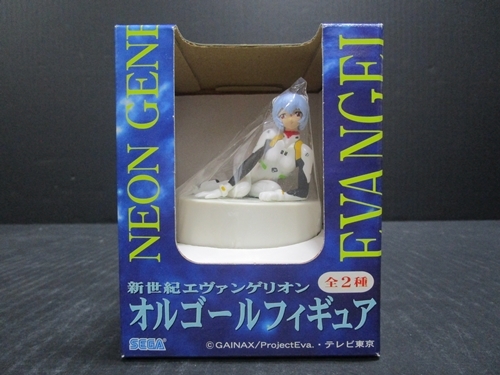 NEON GENE
EVANGEL
新世紀エヴァンゲリオン
全2種
オルゴールフィギュア
SEGA
©GAINAX/ProjectEva.・テレビ東京